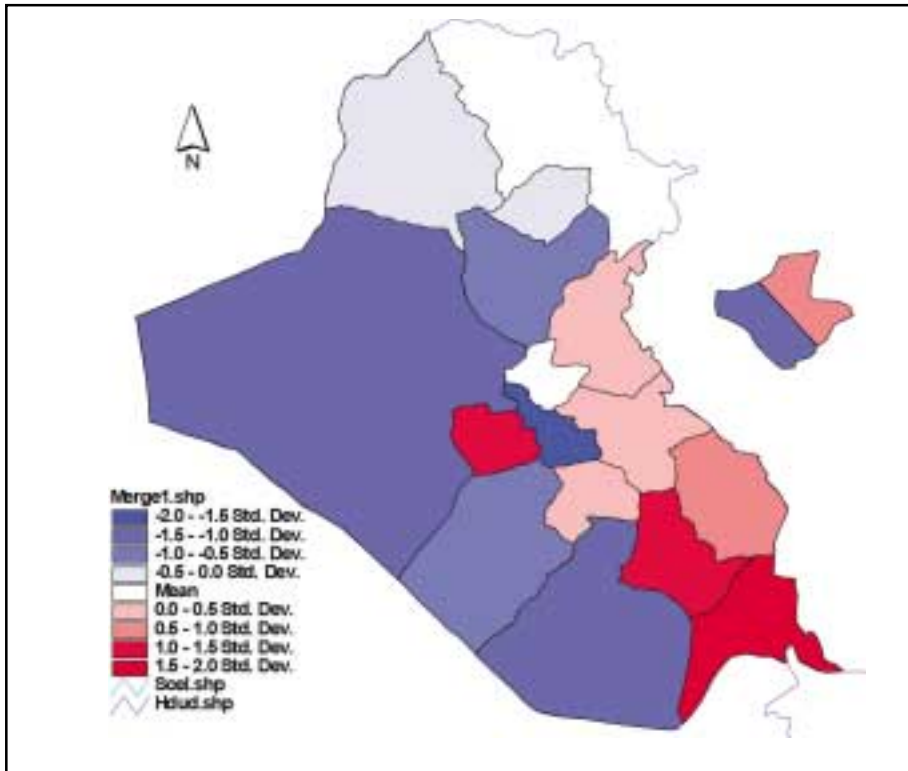 N
Merge1.shp
-2.0 - -1.5 Std. Dev.
-1.5 - -1.0 Std. Dev.
-1.0 - -0.5 Std. Dev.
-0.5 - 0.0 Std. Dev.
Mean
0.0 - 0.5 Std. Dev.
0.5 - 1.0 Std. Dev.
1.0 - 1.5 Std. Dev.
1.5 - 2.0 Std. Dev.